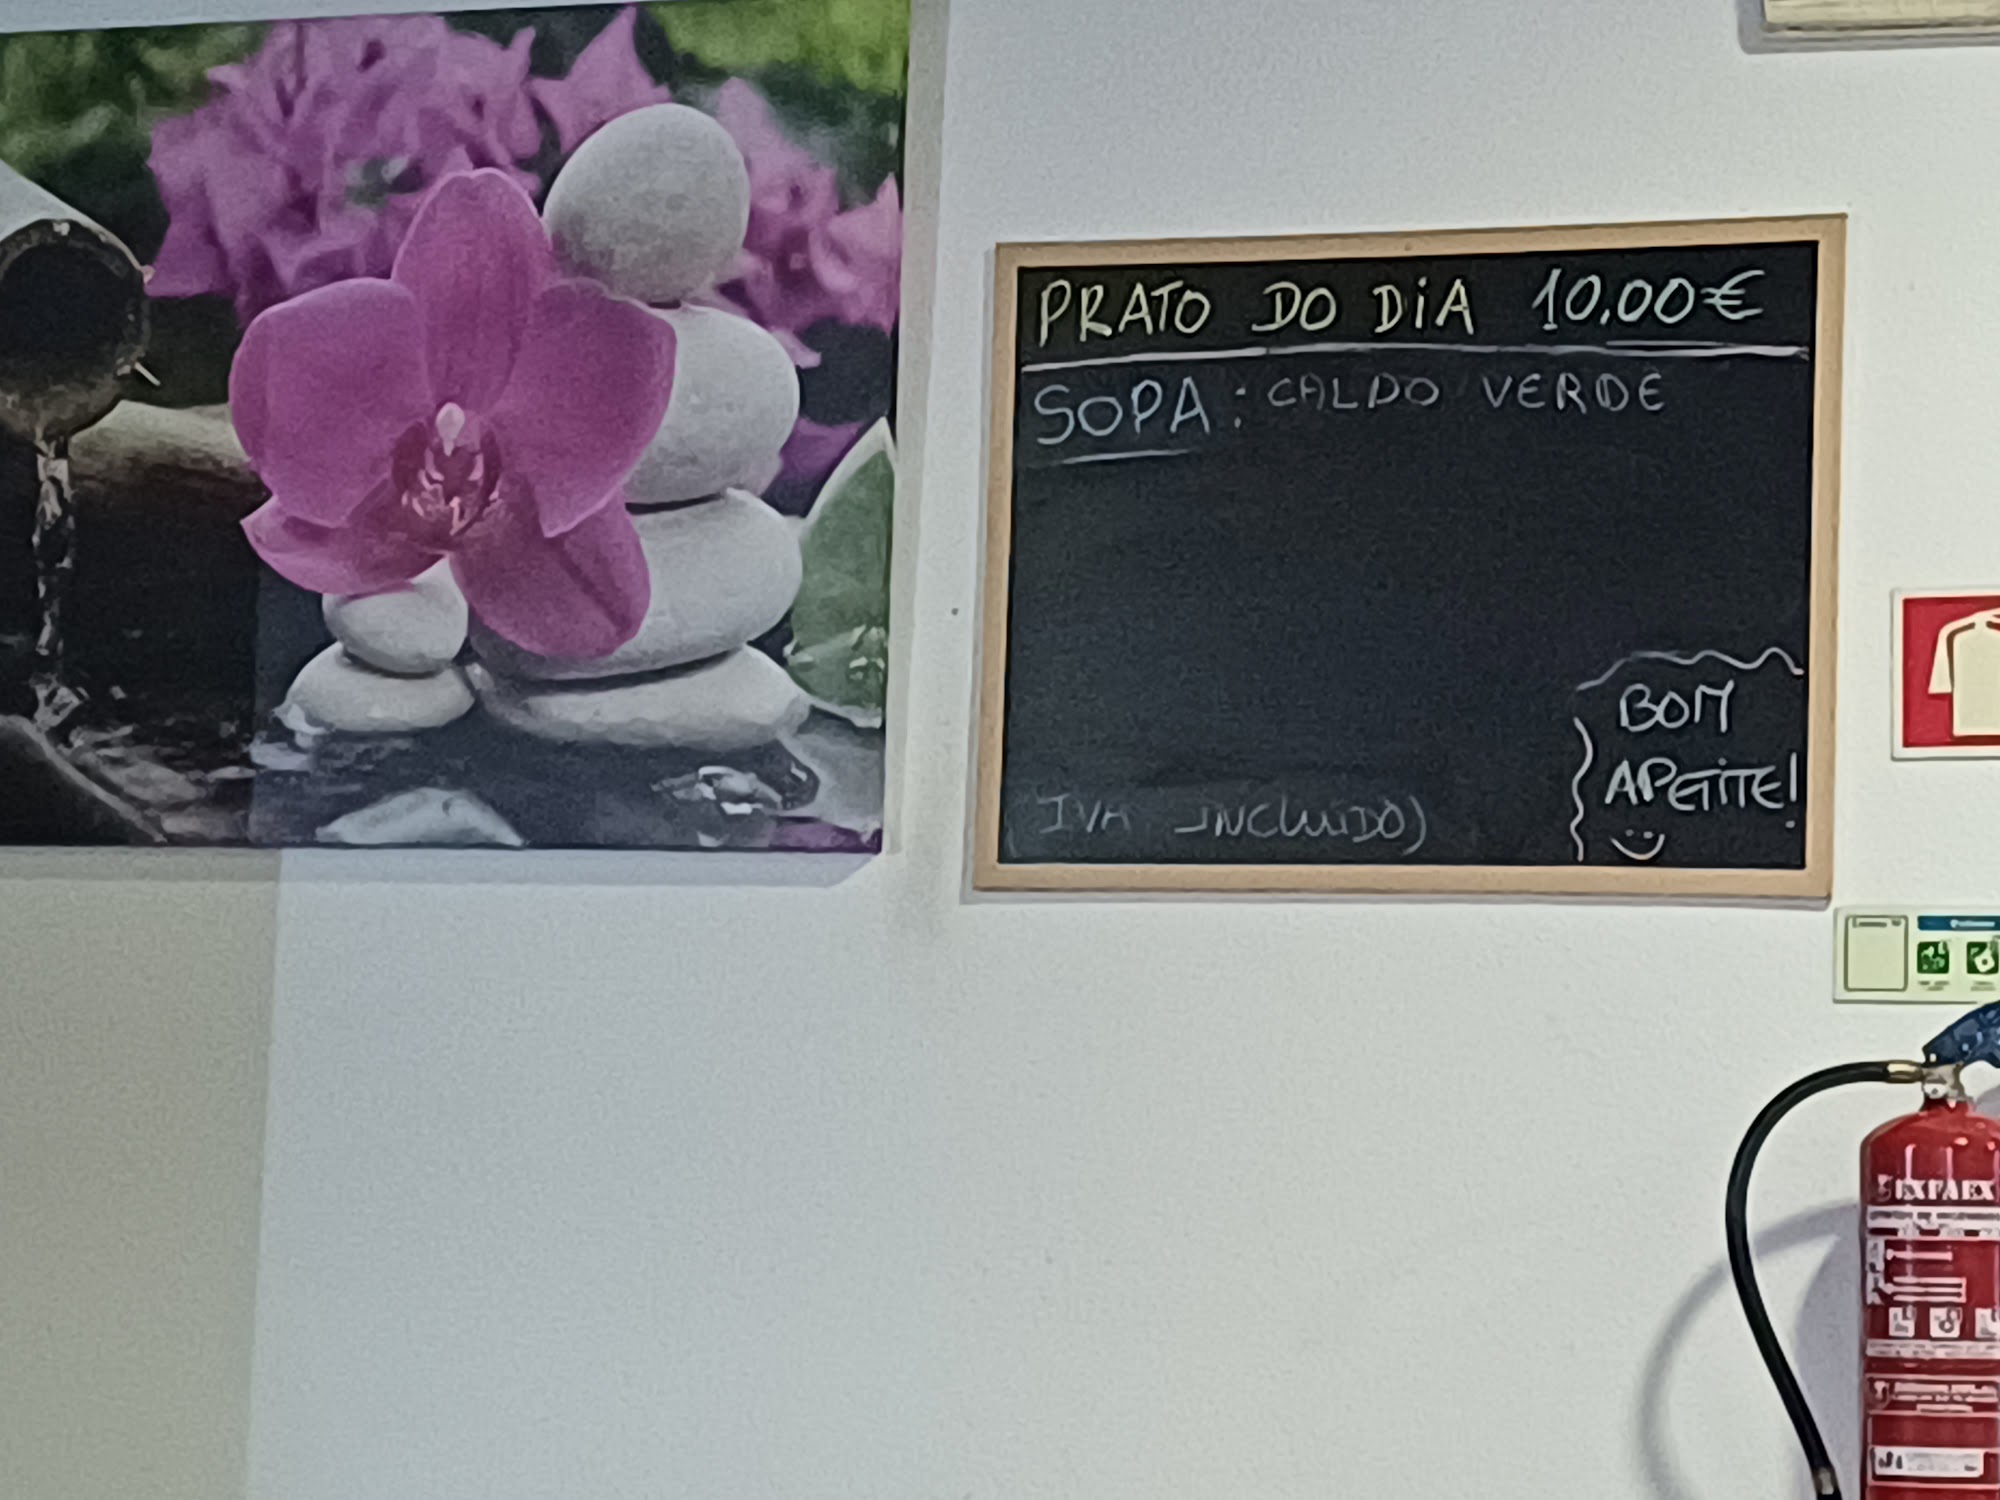 PRATO DO DIA 10.00€
SOPA: CALDO VERDE
BOM
APETITE!
IVA INCLUIDO)